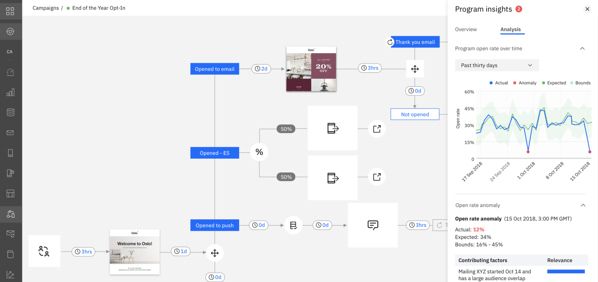 Campaigns / End of the Year Opt-In
CA
Opened to email
2d
Oslo!
20%
OFF
3hrs
Thank you email
0d
Not opened
Opened - ES
%
50%
50%
Opened to push
0d
0d
3hrs
3hrs
Welcome to Oslo!
1d
0d
Program insights 2
Overview
Analysis
Program open rate over time
Past thirty days
Actual Anomaly Expected Bounds
Open rate
60%
45%
30%
15%
0
17 Sep 2018
24 Sep 2018
1 Oct 2018
8 Oct 2018
15 Oct 2018
Open rate anomaly
Open rate anomaly (15 Oct 2018, 3:00 PM GMT)
Actual: 12%
Expected: 34%
Bounds: 16% - 45%
Contributing factors Relevance
Mailing XYZ started Oct 14 and
has a large audience overlap